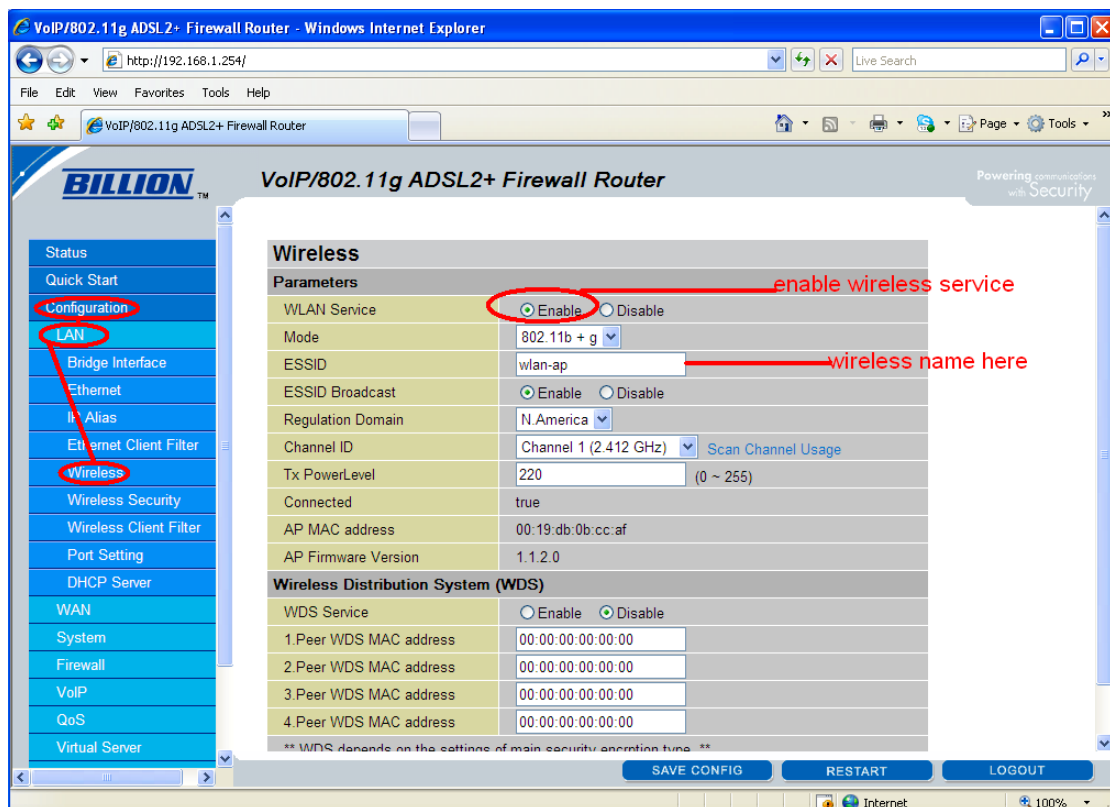 VoIP/802.11g ADSL2+ Firewall Router - Windows Internet Explorer
http://192.168.1.254/
Live Search
File Edit View Favorites Tools Help
VoIP/802.11g ADSL2+ Firewall Router
Page Tools »
BILLION TM
VoIP/802.11g ADSL2+ Firewall Router
Powering communications
with Security
Status
Quick Start
Configuration
LAN
Bridge Interface
Ethernet
IP Alias
Ethernet Client Filter
Wireless
Wireless Security
Wireless Client Filter
Port Setting
DHCP Server
WAN
System
Firewall
VoIP
QoS
Virtual Server
Wireless
Parameters
enable wireless service
WLAN Service Enable Disable
Mode 802.11b + g
ESSID wlan-ap
wireless name here
ESSID Broadcast Enable Disable
Regulation Domain N.America
Channel ID Channel 1 (2.412 GHz) Scan Channel Usage
Tx PowerLevel 220 (0 ~ 255)
Connected true
AP MAC address 00:19:db:0b:cc:af
AP Firmware Version 1.1.2.0
Wireless Distribution System (WDS)
WDS Service Enable Disable
1.Peer WDS MAC address 00:00:00:00:00:00
2.Peer WDS MAC address 00:00:00:00:00:00
3.Peer WDS MAC address 00:00:00:00:00:00
4.Peer WDS MAC address 00:00:00:00:00:00
** WDS depends on the settings of main security encrption type. **
SAVE CONFIG RESTART LOGOUT
Internet 100%